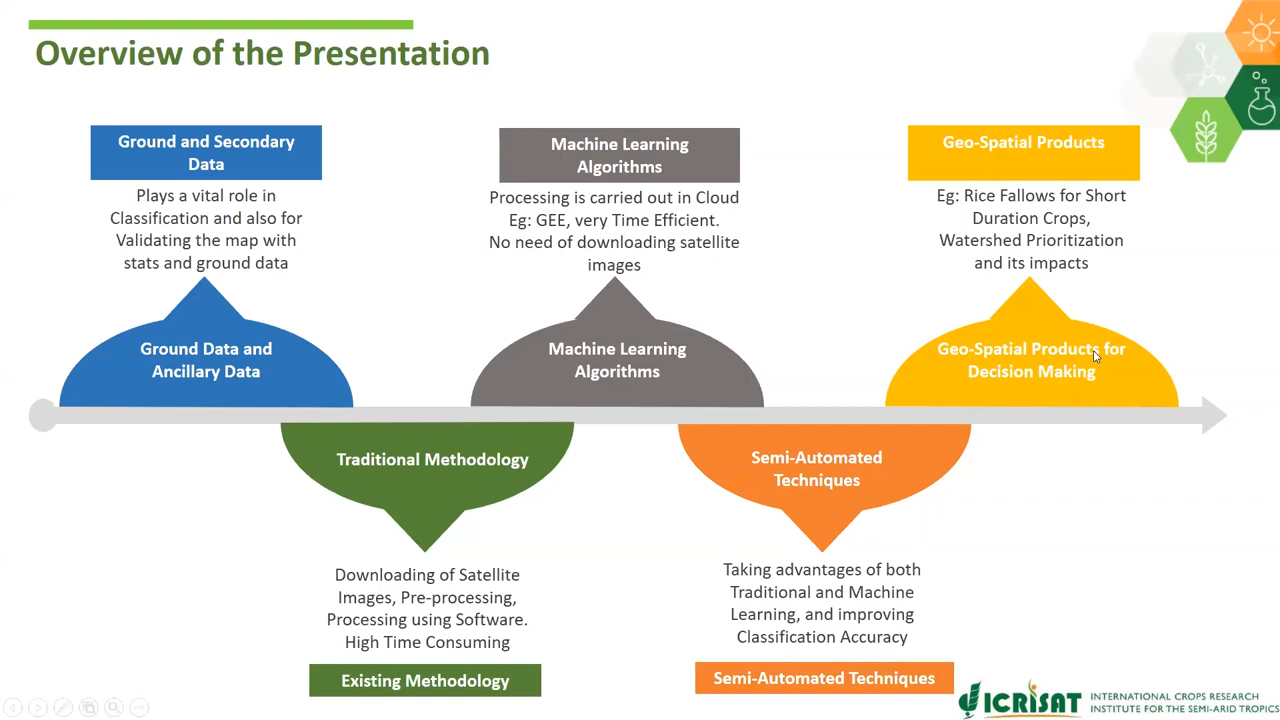 Overview of the Presentation
Ground and Secondary
Data
Plays a vital role in
Classification and also for
Validating the map with
stats and ground data
Ground Data and
Ancillary Data
Machine Learning
Algorithms
Processing is carried out in Cloud
Eg: GEE, very Time Efficient.
No need of downloading satellite
images
Machine Learning
Algorithms
Geo-Spatial Products
Eg: Rice Fallows for Short
Duration Crops,
Watershed Prioritization
and its impacts
Geo-Spatial Products for
Decision Making
Traditional Methodology
Downloading of Satellite
Images, Pre-processing,
Processing using Software.
High Time Consuming
Existing Methodology
Semi-Automated
Techniques
Taking advantages of both
Traditional and Machine
Learning, and improving
Classification Accuracy
Semi-Automated Techniques
ICRISAT
INTERNATIONAL CROPS RESEARCH
INSTITUTE FOR THE SEMI-ARID TROPICS